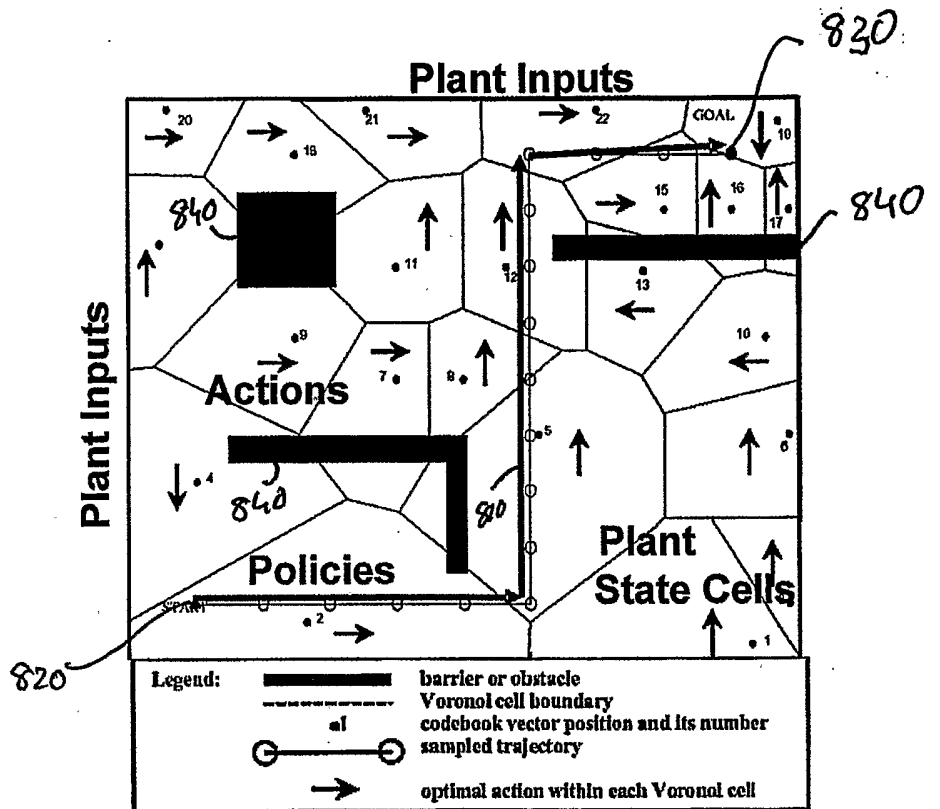 830
Plant Inputs
20
21
22
GOAL
10
18
15
16
17
840
840
11
12
13
9
10
7
8
Actions
Plant Inputs
4
5
6
840
810
Plant
State Cells
Policies
START
2
1
820
Legend:
barrier or obstacle
Voronoi cell boundary
codebook vector position and its number
sampled trajectory
optimal action within each Voronoi cell